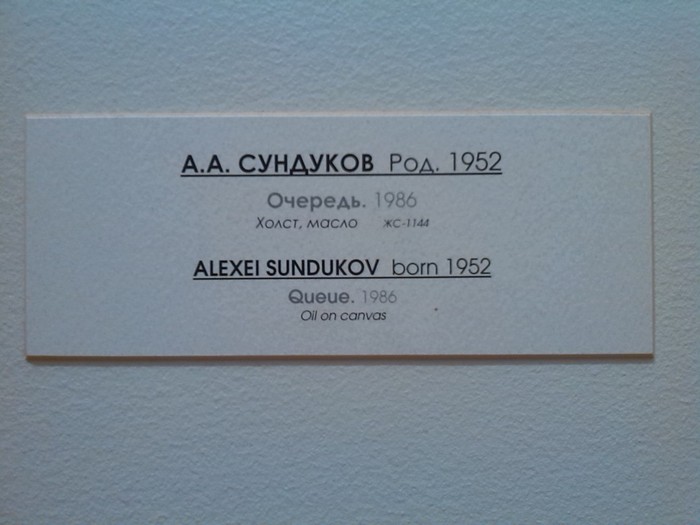 А.А. СУНДУКОВ Род. 1952
Очередь. 1986
Холст, масло ЖС-1144
ALEXEI SUNDUKOV born 1952
Queue. 1986
Oil on canvas